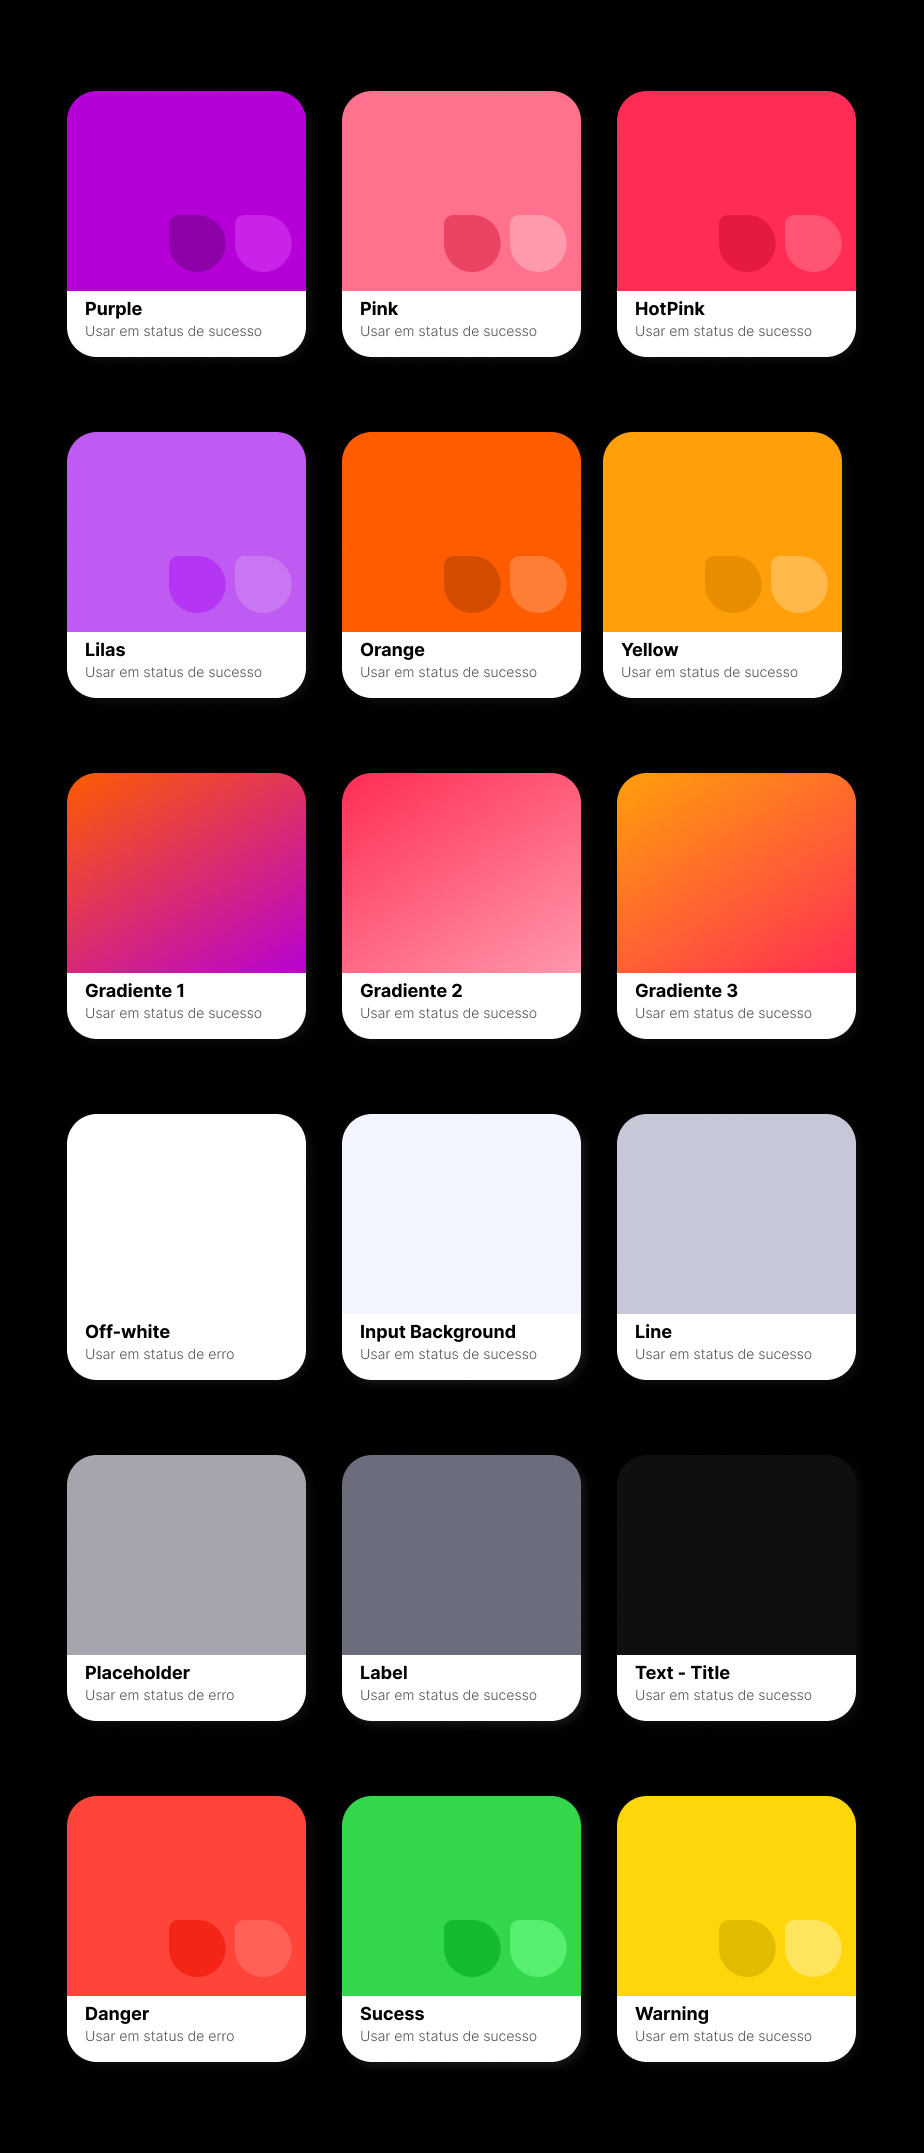 Purple
Usar em status de sucesso
Pink
Usar em status de sucesso
HotPink
Usar em status de sucesso
Lilas
Usar em status de sucesso
Orange
Usar em status de sucesso
Yellow
Usar em status de sucesso
Gradiente 1
Usar em status de sucesso
Gradiente 2
Usar em status de sucesso
Gradiente 3
Usar em status de sucesso
Off-white
Usar em status de erro
Input Background
Usar em status de sucesso
Line
Usar em status de sucesso
Placeholder
Usar em status de erro
Label
Usar em status de sucesso
Text - Title
Usar em status de sucesso
Danger
Usar em status de erro
Sucess
Usar em status de sucesso
Warning
Usar em status de sucesso